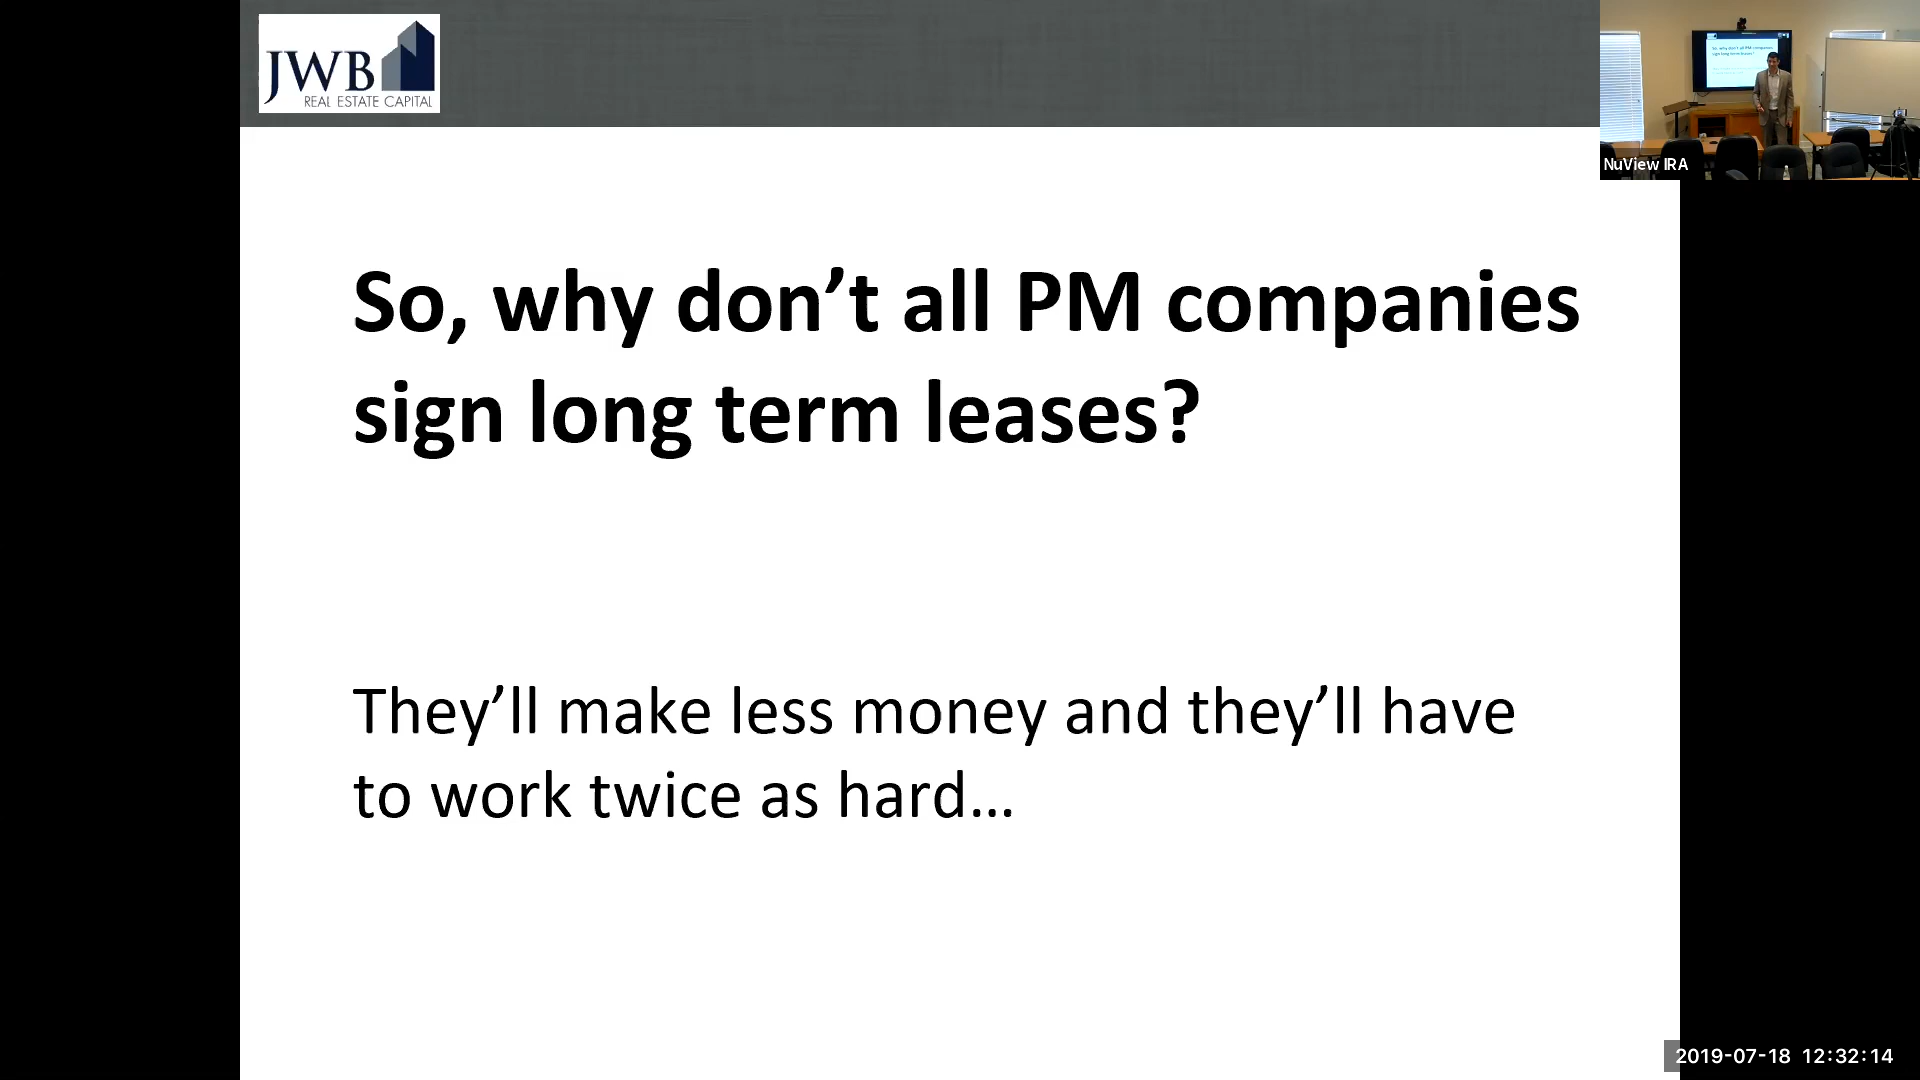 JWB
REAL ESTATE CAPITAL
NuView IRA
So, why don’t all PM companies
sign long term leases?
They’ll make less money and they’ll have
to work twice as hard...
2019-07-18 12:32:14